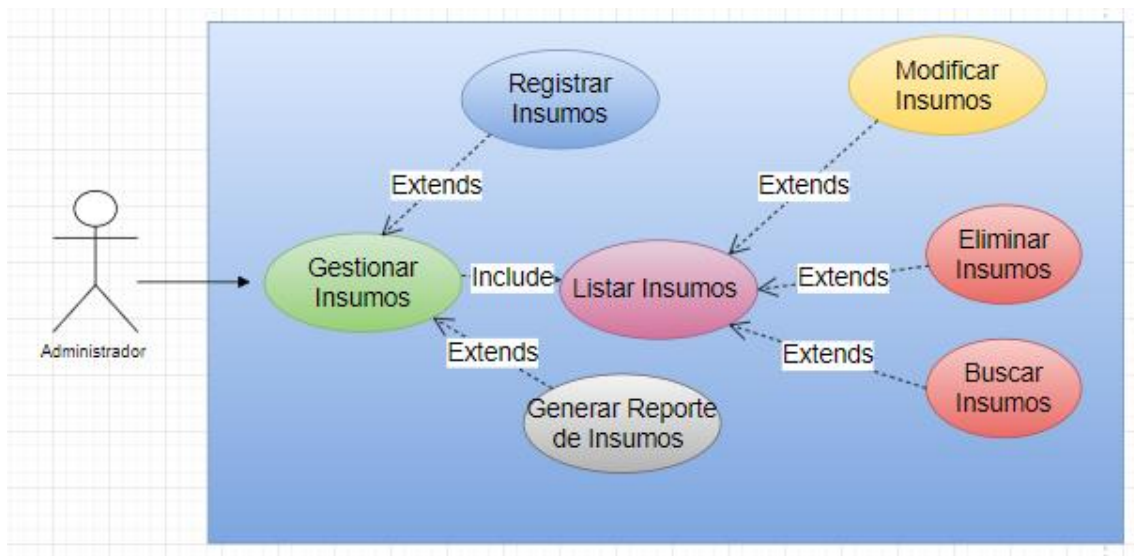 Registrar
Insumos
Modificar
Insumos
Extends
Extends
Gestionar
Insumos
Include
Listar Insumos
Extends
Eliminar
Insumos
Administrador
Extends
Extends
Generar Reporte
de Insumos
Buscar
Insumos